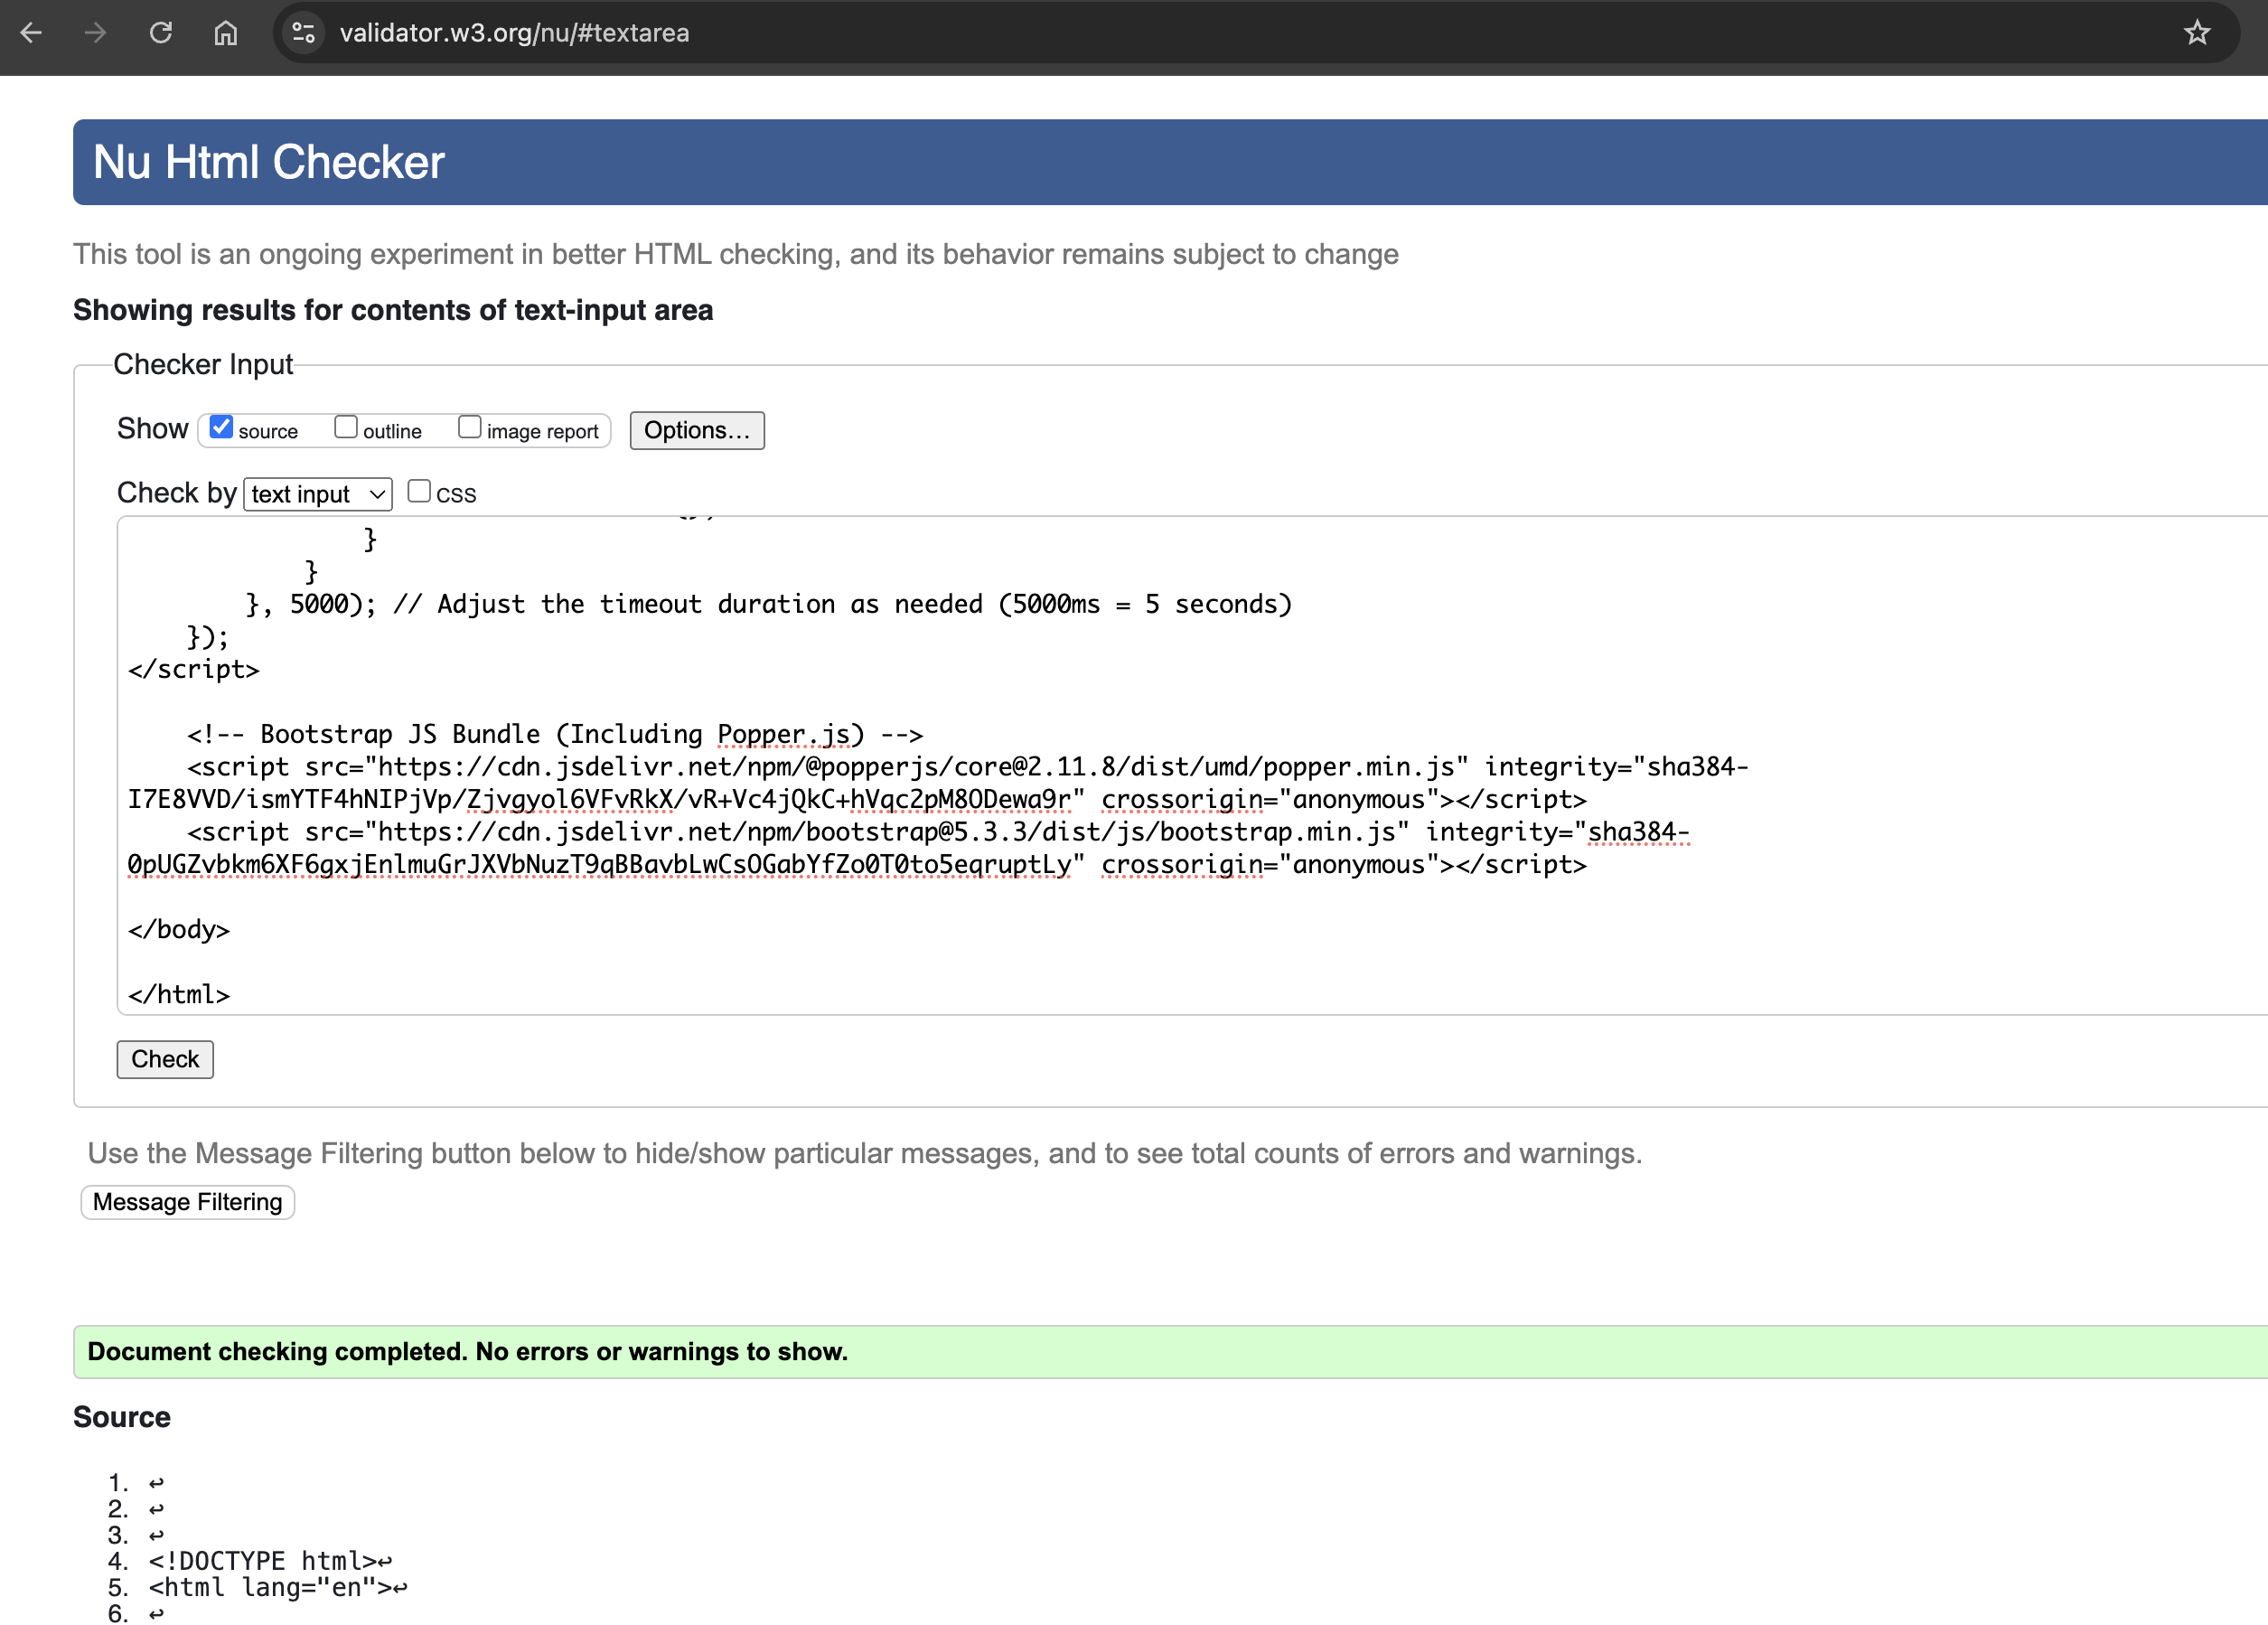 validator.w3.org/nu/#textarea
Nu Html Checker
This tool is an ongoing experiment in better HTML checking, and its behavior remains subject to change
Showing results for contents of text-input area
Checker Input
Show source outline image report Options...
Check by text input CSS
}
}
}, 5000); // Adjust the timeout duration as needed (5000ms = 5 seconds)
});
</script>
<!-- Bootstrap JS Bundle (Including Popper.js) -->
<script src="https://cdn.jsdelivr.net/npm/@popperjs/core@2.11.8/dist/umd/popper.min.js" integrity="sha384-
I7E8VVD/ismYTF4hNIPjVp/Zjvgyol6VFvRkX/vR+Vc4jQkC+hVqc2pM8ODewa9r" crossorigin="anonymous"></script>
<script src="https://cdn.jsdelivr.net/npm/bootstrap@5.3.3/dist/js/bootstrap.min.js" integrity="sha384-
0pUGZvbkm6XF6gxjEnlmuGrJXVbNuzT9qBBavbLwCsOGabYfZo0T0to5eqruptLy" crossorigin="anonymous"></script>
</body>
</html>
Check
Use the Message Filtering button below to hide/show particular messages, and to see total counts of errors and warnings.
Message Filtering
Document checking completed. No errors or warnings to show.
Source
1. ↩
2. ↩
3. ↩
4. <!DOCTYPE html>↩
5. <html lang="en">↩
6. ↩